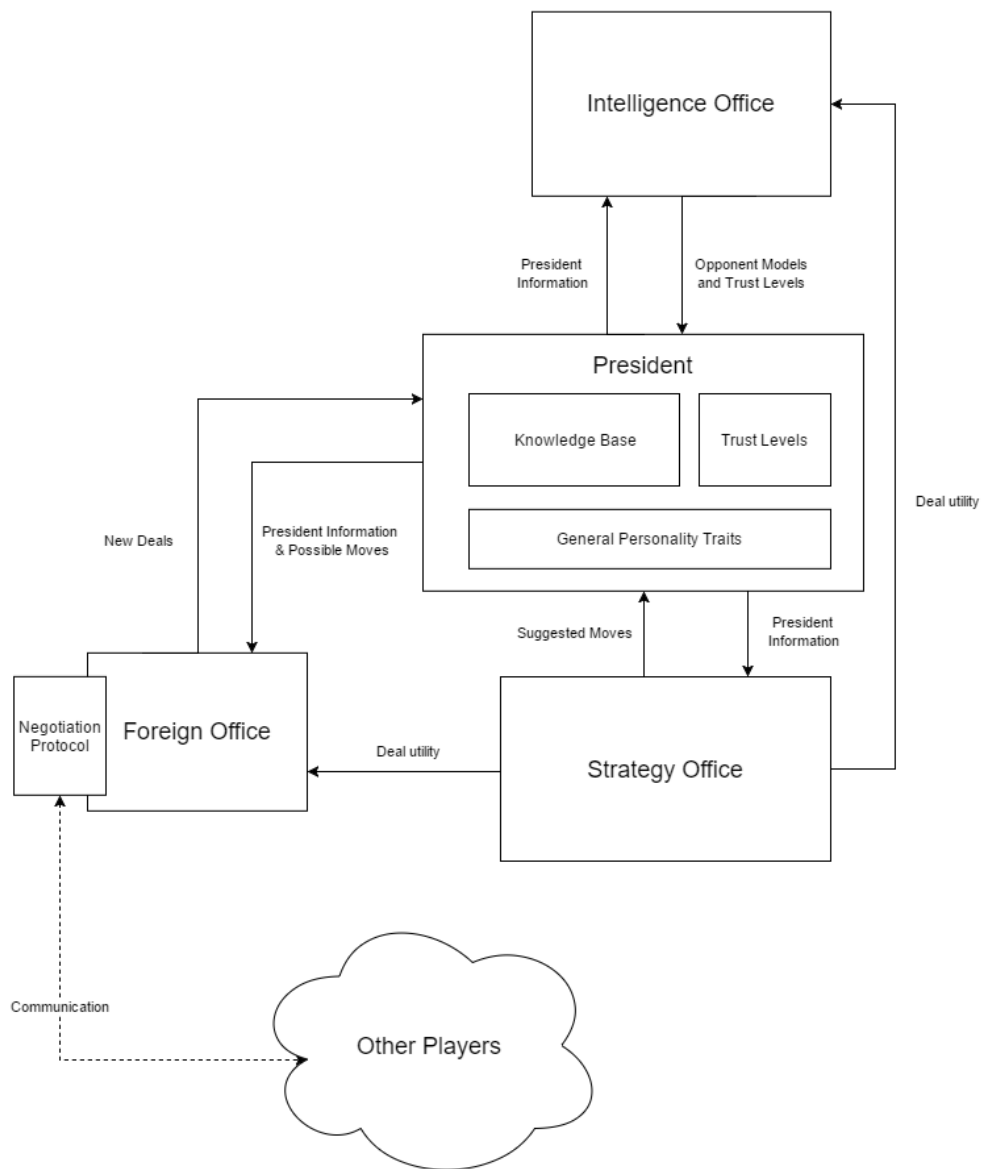 Intelligence Office
President
Information
Opponent Models
and Trust Levels
President
Knowledge Base
Trust Levels
General Personality Traits
Deal utility
New Deals
President Information
& Possible Moves
Suggested Moves
President
Information
Negotiation
Protocol
Foreign Office
Deal utility
Strategy Office
Communication
Other Players